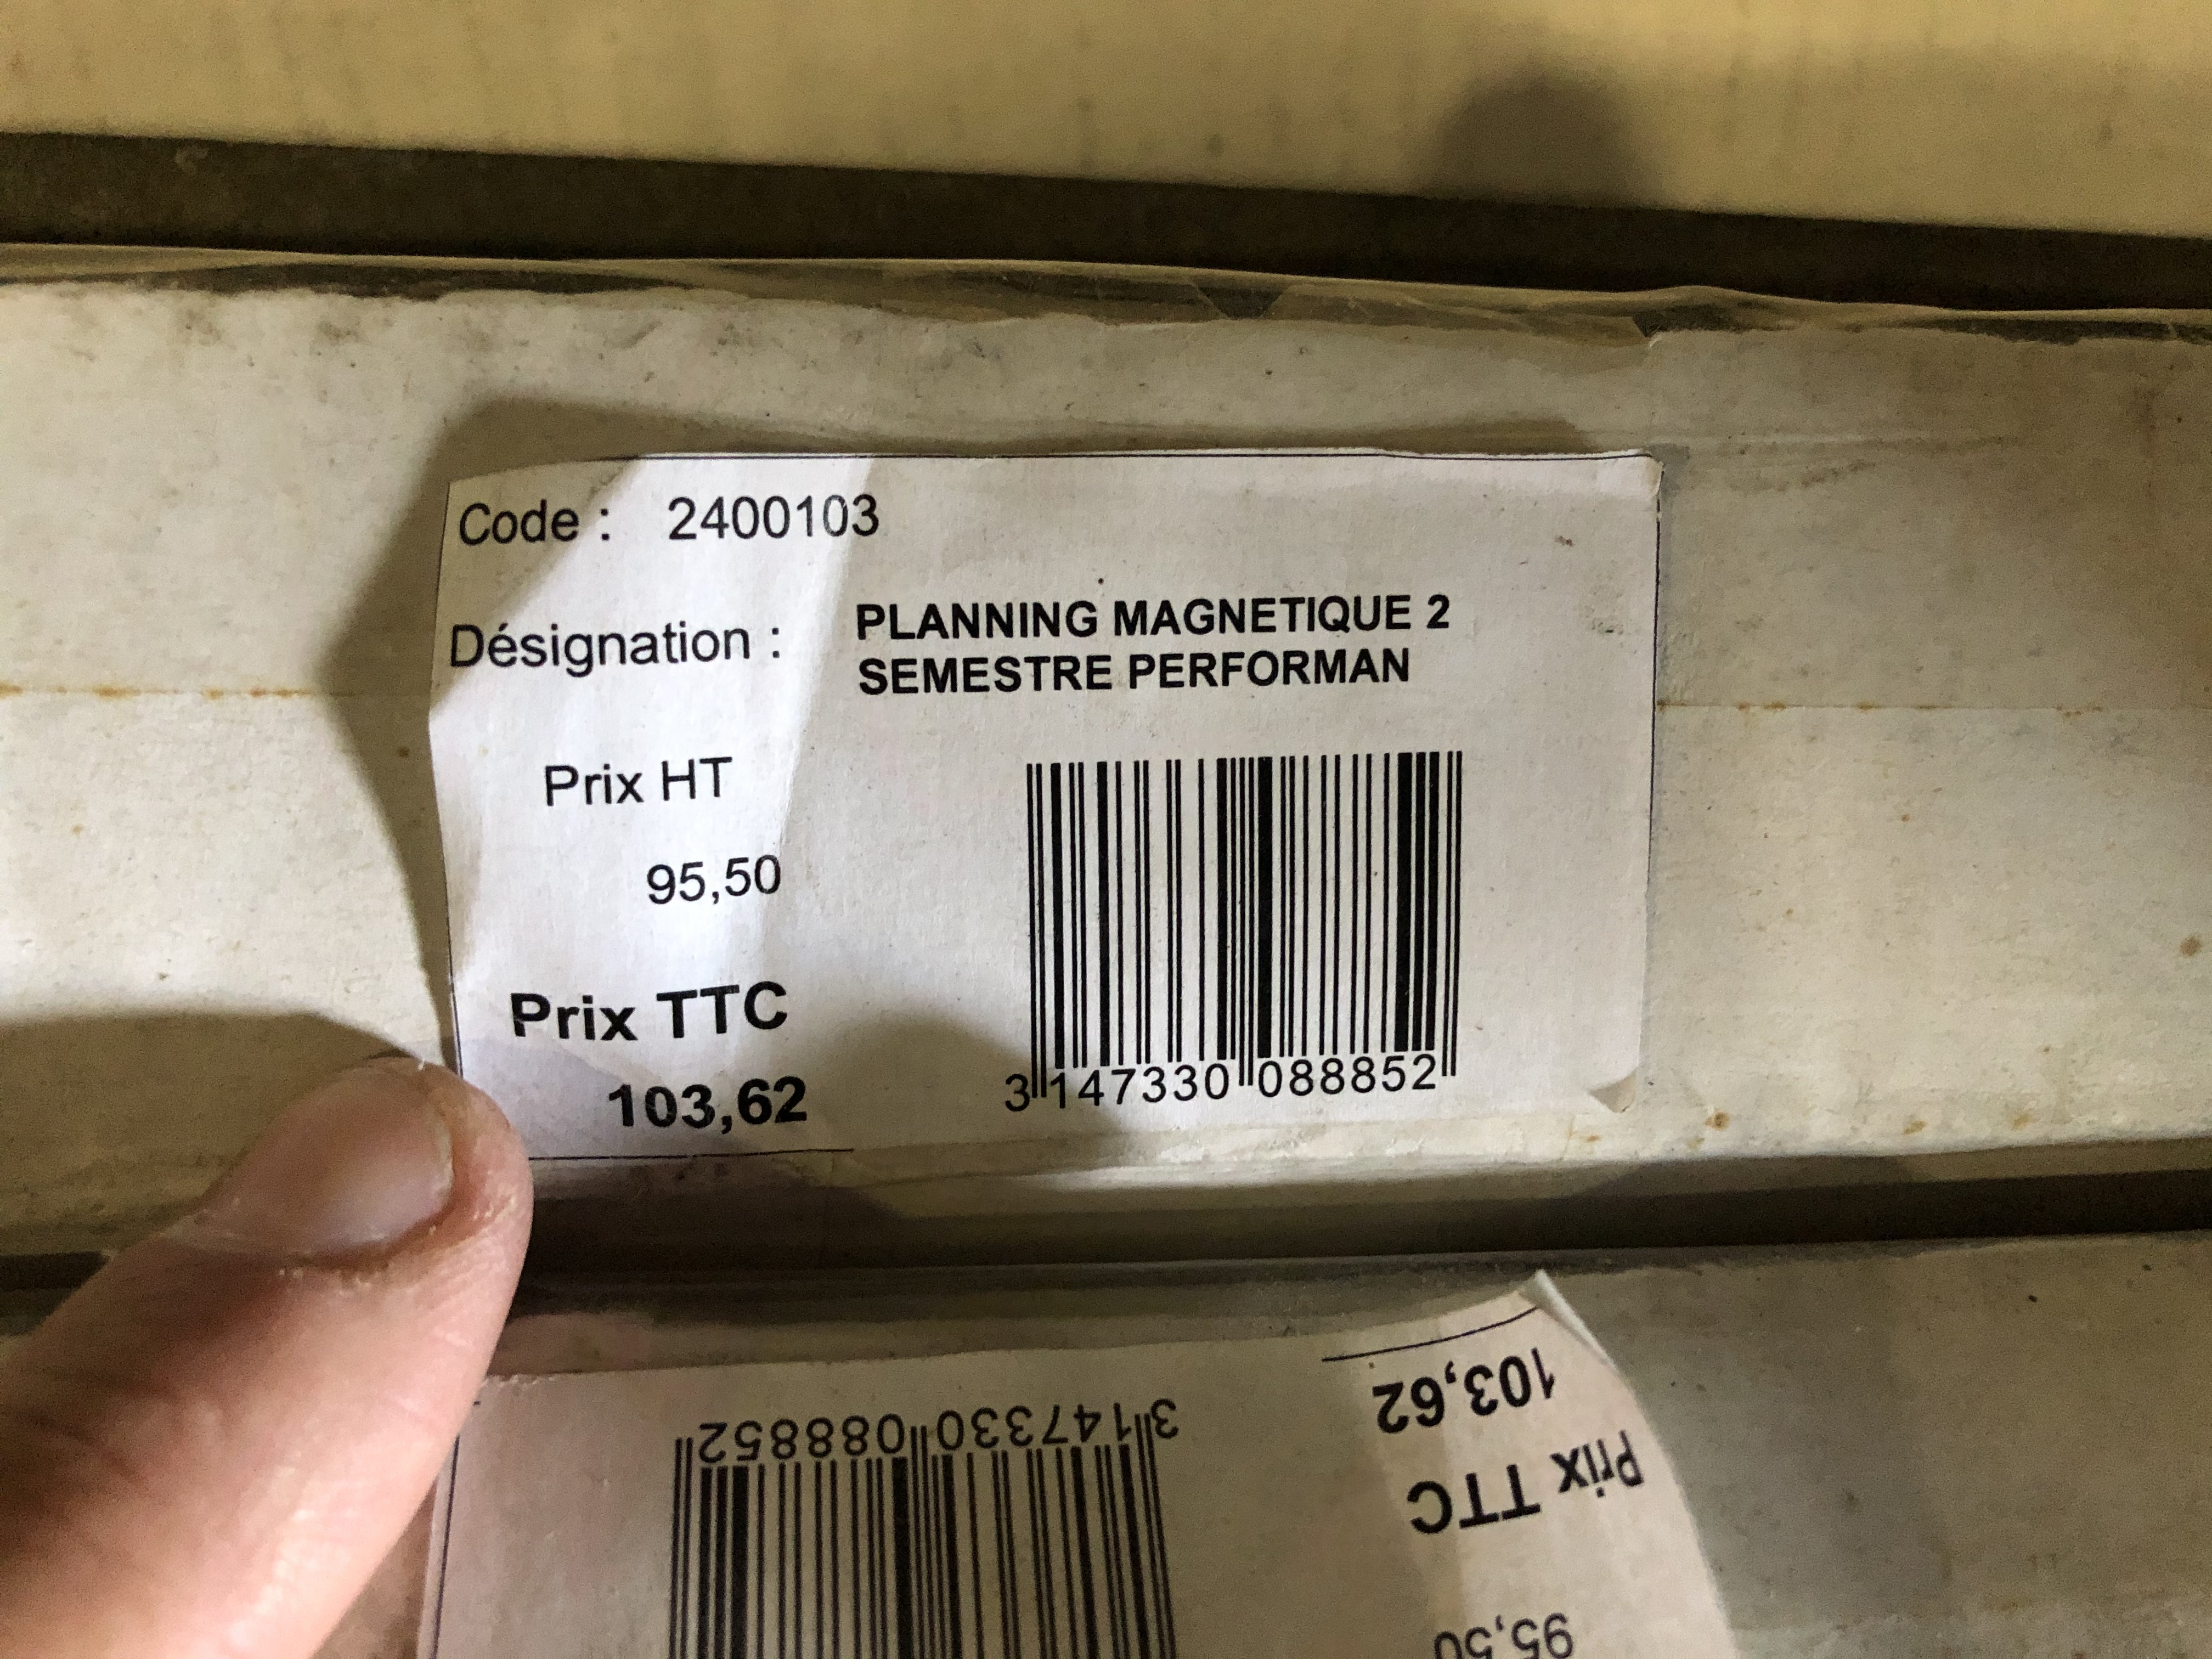 Code : 2400103
Désignation : PLANNING MAGNETIQUE 2
SEMESTRE PERFORMAN
Prix HT
95,50
Prix TTC
103,62
3 147330 088852
103,62
Prix TTC
95,50
3 147330 088852